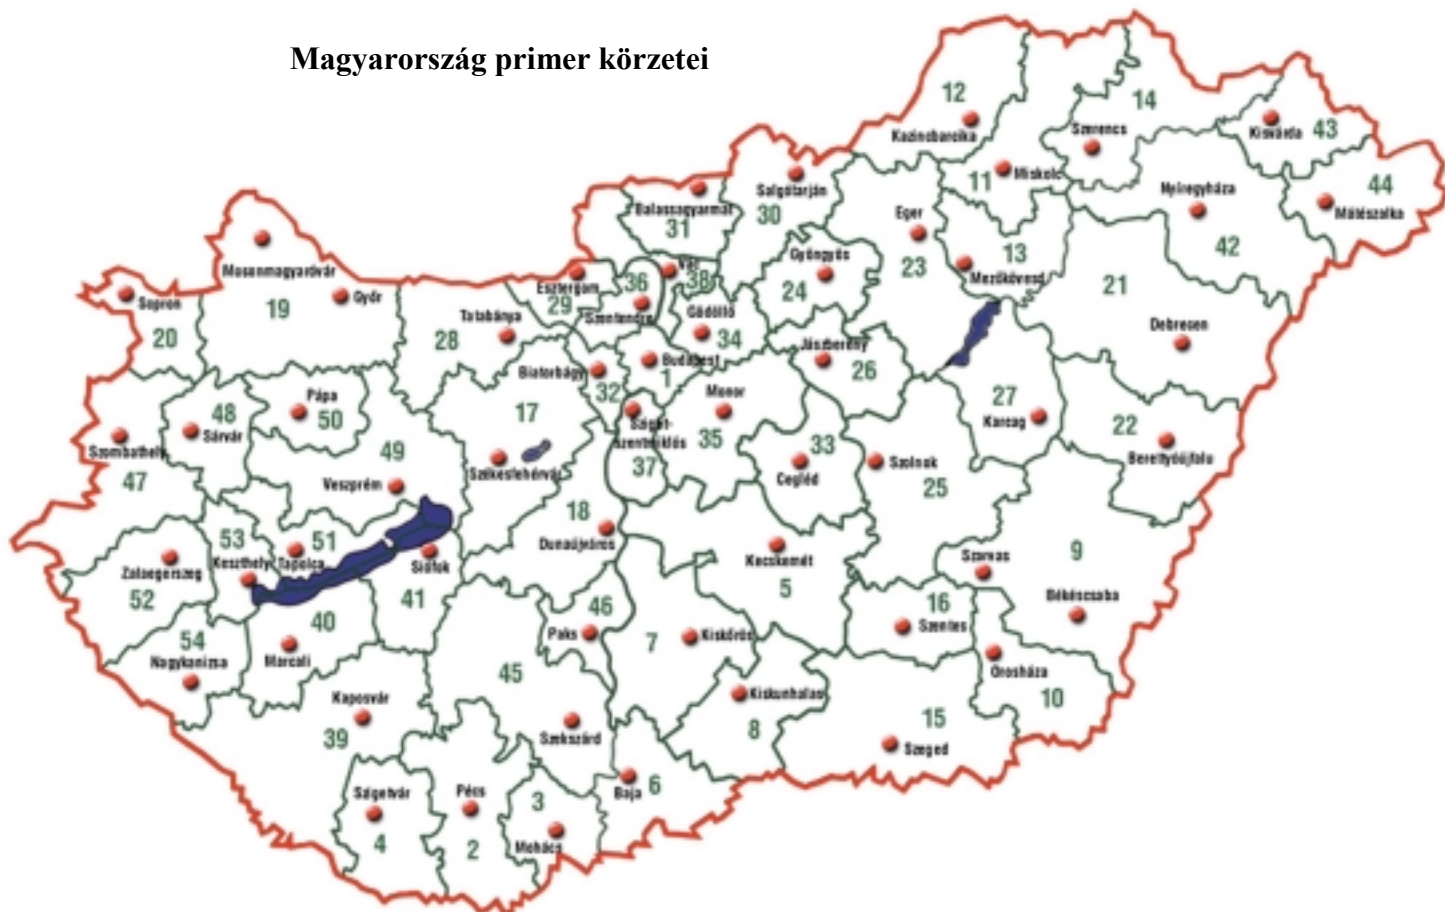 Magyarország primer körzetei
12
Kazincbarcika
14
Szerencs
Kisvárda
43
11
Miskolc
Salgótarján
30
Balassagyarmat
31
Nyíregyháza
42
44
Mátészalka
Eger
23
13
Mezőkövesd
Gyöngyös
24
Mosonmagyaróvár
19
Győr
Sopron
20
Esztergom
29
36
Szentendre
Vác
38
Gödöllő
34
21
Debrecen
Tatabánya
28
Biatorbágy
32
Budapest
1
Jászberény
26
Monor
35
27
Karcag
22
Berettyóújfalu
Pápa
50
48
Sárvár
17
Székesfehérvár
Sziget-
szentmiklós
37
33
Cegléd
Szolnok
25
Szombathely
47
49
Veszprém
18
Dunaújváros
Kecskemét
5
9
Békéscsaba
Szarvas
53
Keszthely
51
Tapolca
Siófok
41
Zalaegerszeg
52
54
Nagykanizsa
40
Marcali
46
Paks
7
Kiskőrös
16
Szentes
Orosháza
10
45
Kaposvár
39
Szekszárd
Kiskunhalas
8
15
Szeged
Baja
6
Szigetvár
4
Pécs
2
3
Mohács